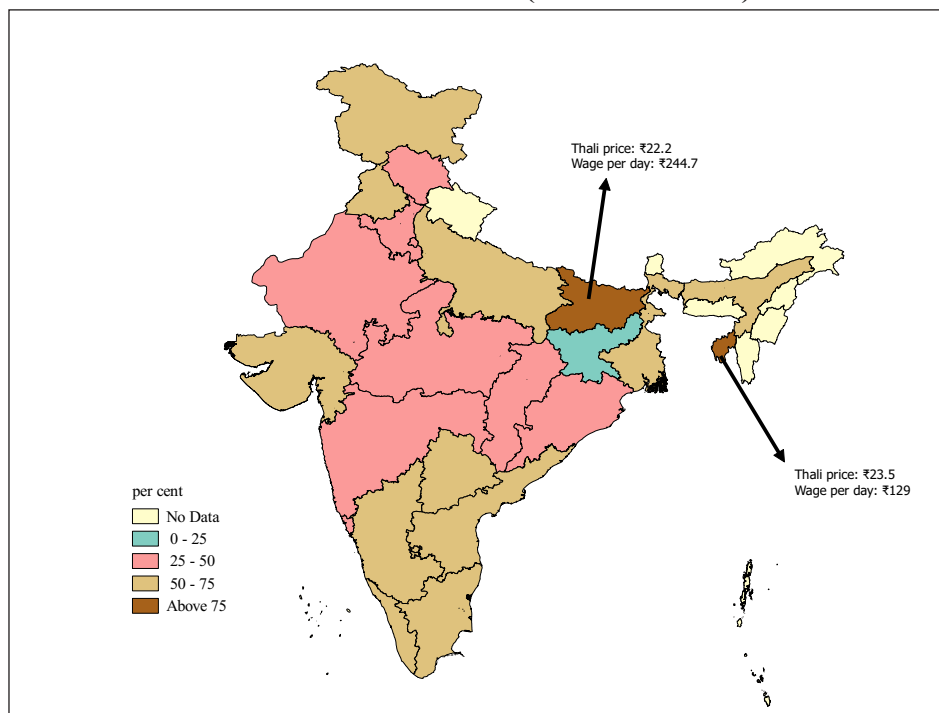 Thali price: ₹22.2
Wage per day: ₹244.7
Thali price: ₹23.5
Wage per day: ₹129
per cent
No Data
0 - 25
25 - 50
50 - 75
Above 75